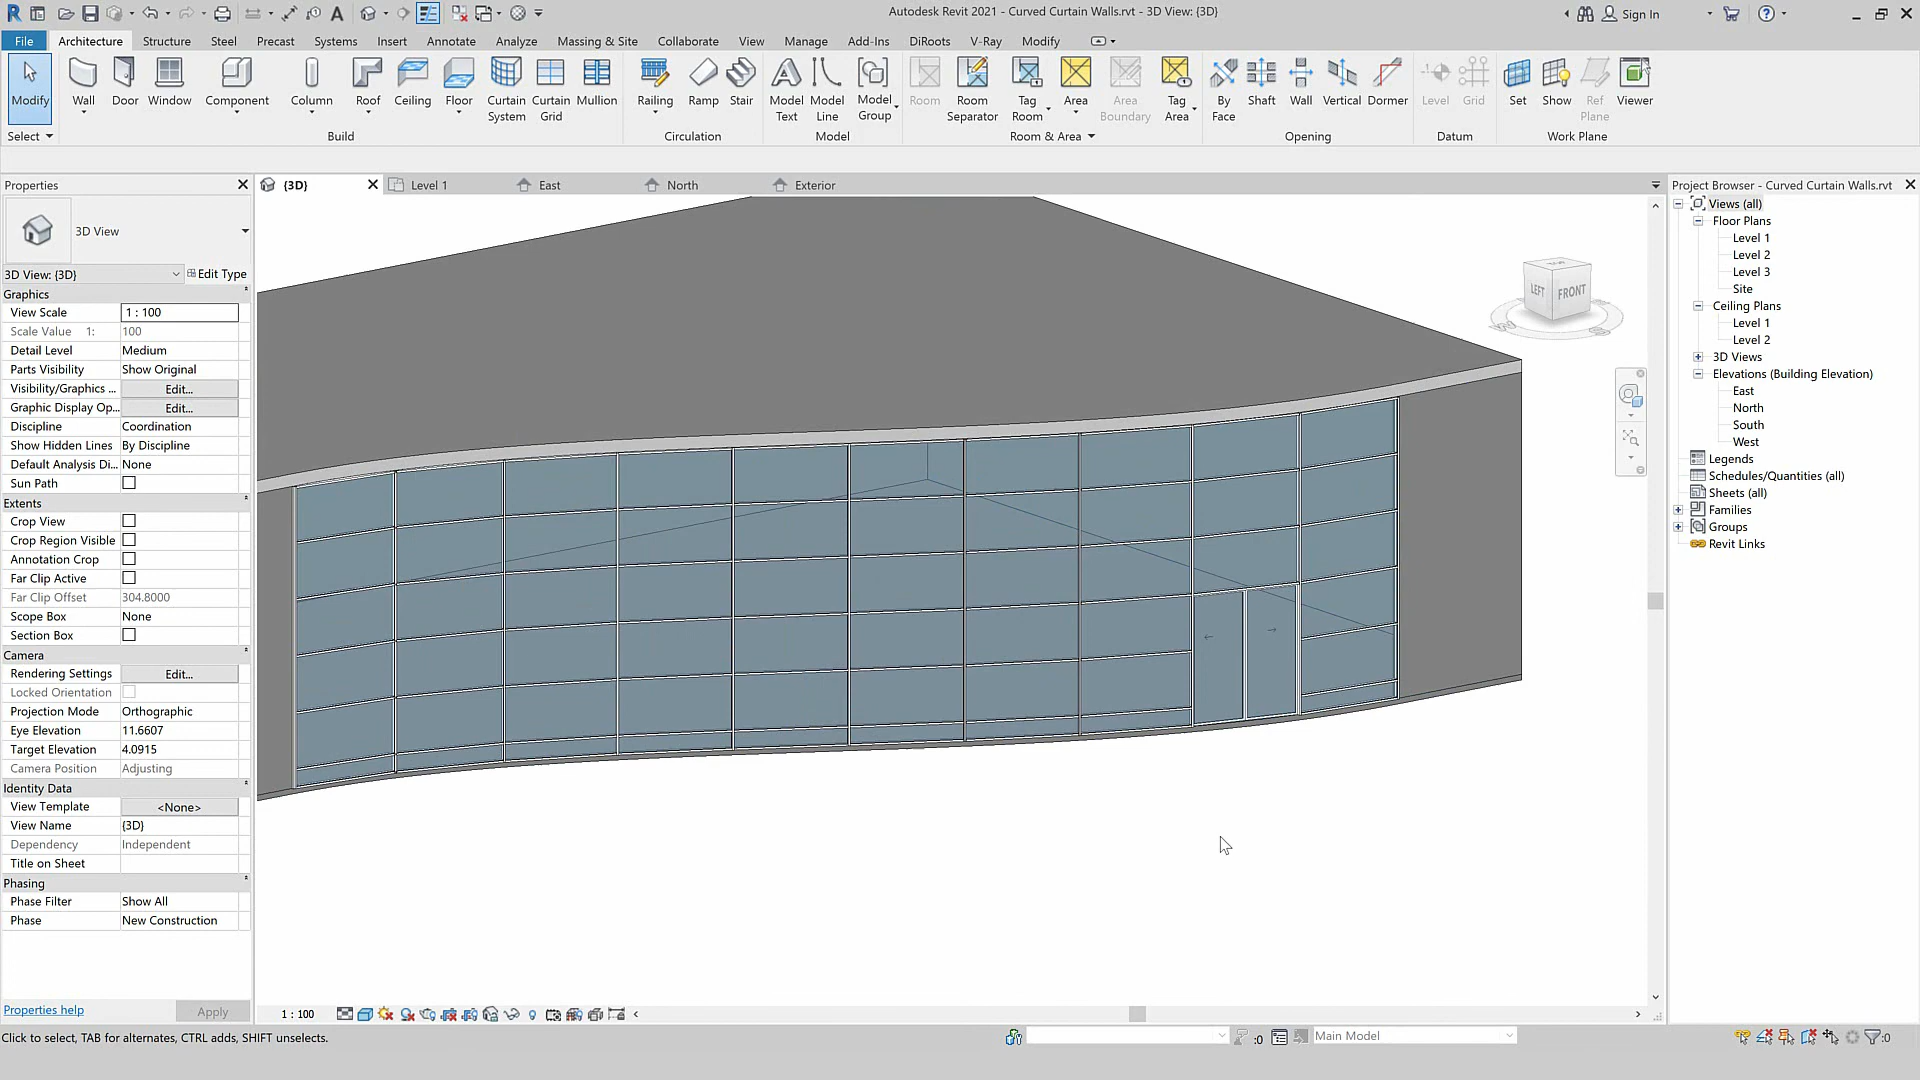 Autodesk Revit 2021 - Curved Curtain Walls.rvt - 3D View: {3D}
Sign In
File Architecture Structure Steel Precast Systems Insert Annotate Analyze Massing & Site Collaborate View Manage Add-Ins DiRoots V-Ray Modify
Modify Wall Door Window Component Column Roof Ceiling Floor Curtain System Curtain Grid Mullion Railing Ramp Stair Model Text Model Line Model Group Room Room Separator Tag Room Area Area Boundary Tag Area By Face Shaft Wall Vertical Dormer Level Grid Set Show Ref Plane Viewer
Select Build Circulation Model Room & Area Opening Datum Work Plane
Properties
{3D} Level 1 East North Exterior
Project Browser - Curved Curtain Walls.rvt
3D View
3D View: {3D} Edit Type
Graphics
View Scale 1 : 100
Scale Value 1: 100
Detail Level Medium
Parts Visibility Show Original
Visibility/Graphics ... Edit...
Graphic Display Op... Edit...
Discipline Coordination
Show Hidden Lines By Discipline
Default Analysis Di... None
Sun Path
Extents
Crop View
Crop Region Visible
Annotation Crop
Far Clip Active
Far Clip Offset 304.8000
Scope Box None
Section Box
Camera
Rendering Settings Edit...
Locked Orientation
Projection Mode Orthographic
Eye Elevation 11.6607
Target Elevation 4.0915
Camera Position Adjusting
Identity Data
View Template <None>
View Name {3D}
Dependency Independent
Title on Sheet
Phasing
Phase Filter Show All
Phase New Construction
Properties help Apply
TOP
LEFT FRONT
W S
Views (all)
Floor Plans
Level 1
Level 2
Level 3
Site
Ceiling Plans
Level 1
Level 2
3D Views
Elevations (Building Elevation)
East
North
South
West
Legends
Schedules/Quantities (all)
Sheets (all)
Families
Groups
Revit Links
1 : 100
Click to select, TAB for alternates, CTRL adds, SHIFT unselects.
:0 Main Model :0